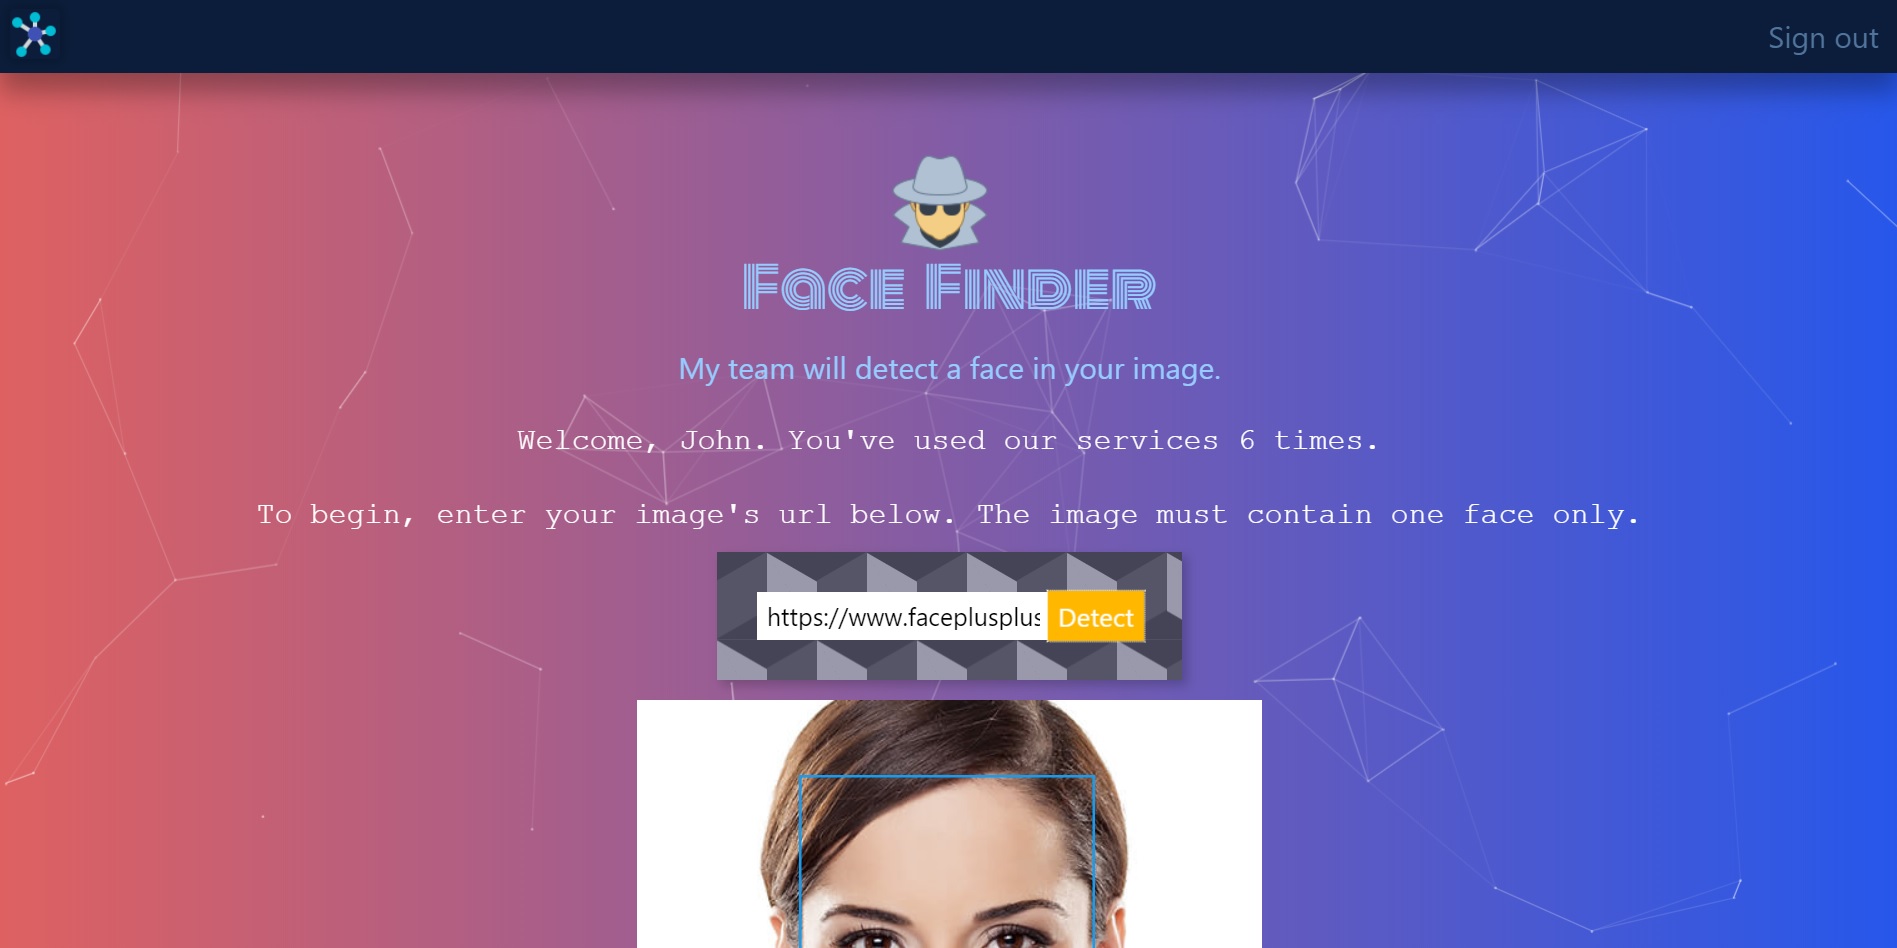 Sign out
Face Finder
My team will detect a face in your image.
Welcome, John. You've used our services 6 times.
To begin, enter your image's url below. The image must contain one face only.
https://www.faceplusplus Detect